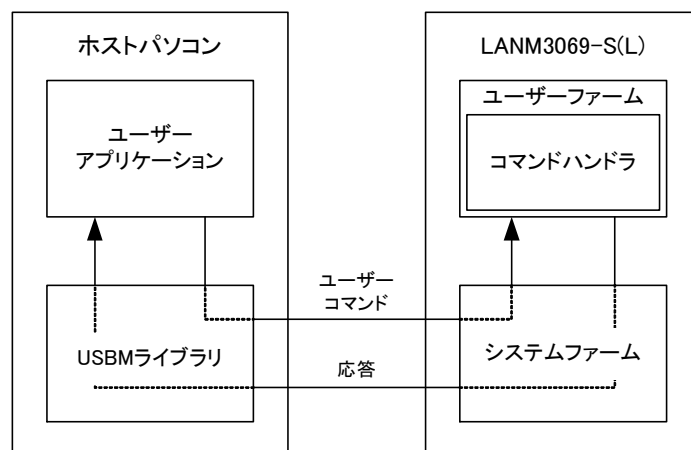 ホストパソコン
ユーザー
アプリケーション
USBMライブラリ
ユーザー
コマンド
応答
LANM3069-S(L)
ユーザーファーム
コマンドハンドラ
システムファーム